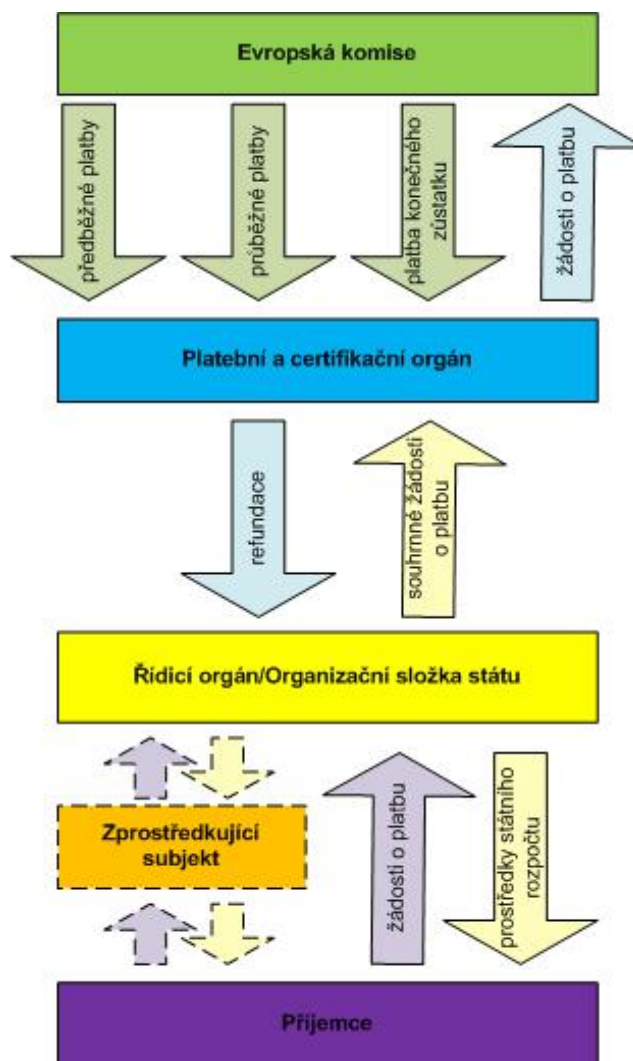 Evropská komise
předběžné platby
průběžné platby
platba konečného
zůstatku
žádosti o platbu
Platební a certifikační orgán
refundace
souhrnné žádosti
o platbu
Řídicí orgán/Organizační složka státu
Zprostředkující
subjekt
žádosti o platbu
prostředky státního
rozpočtu
Příjemce